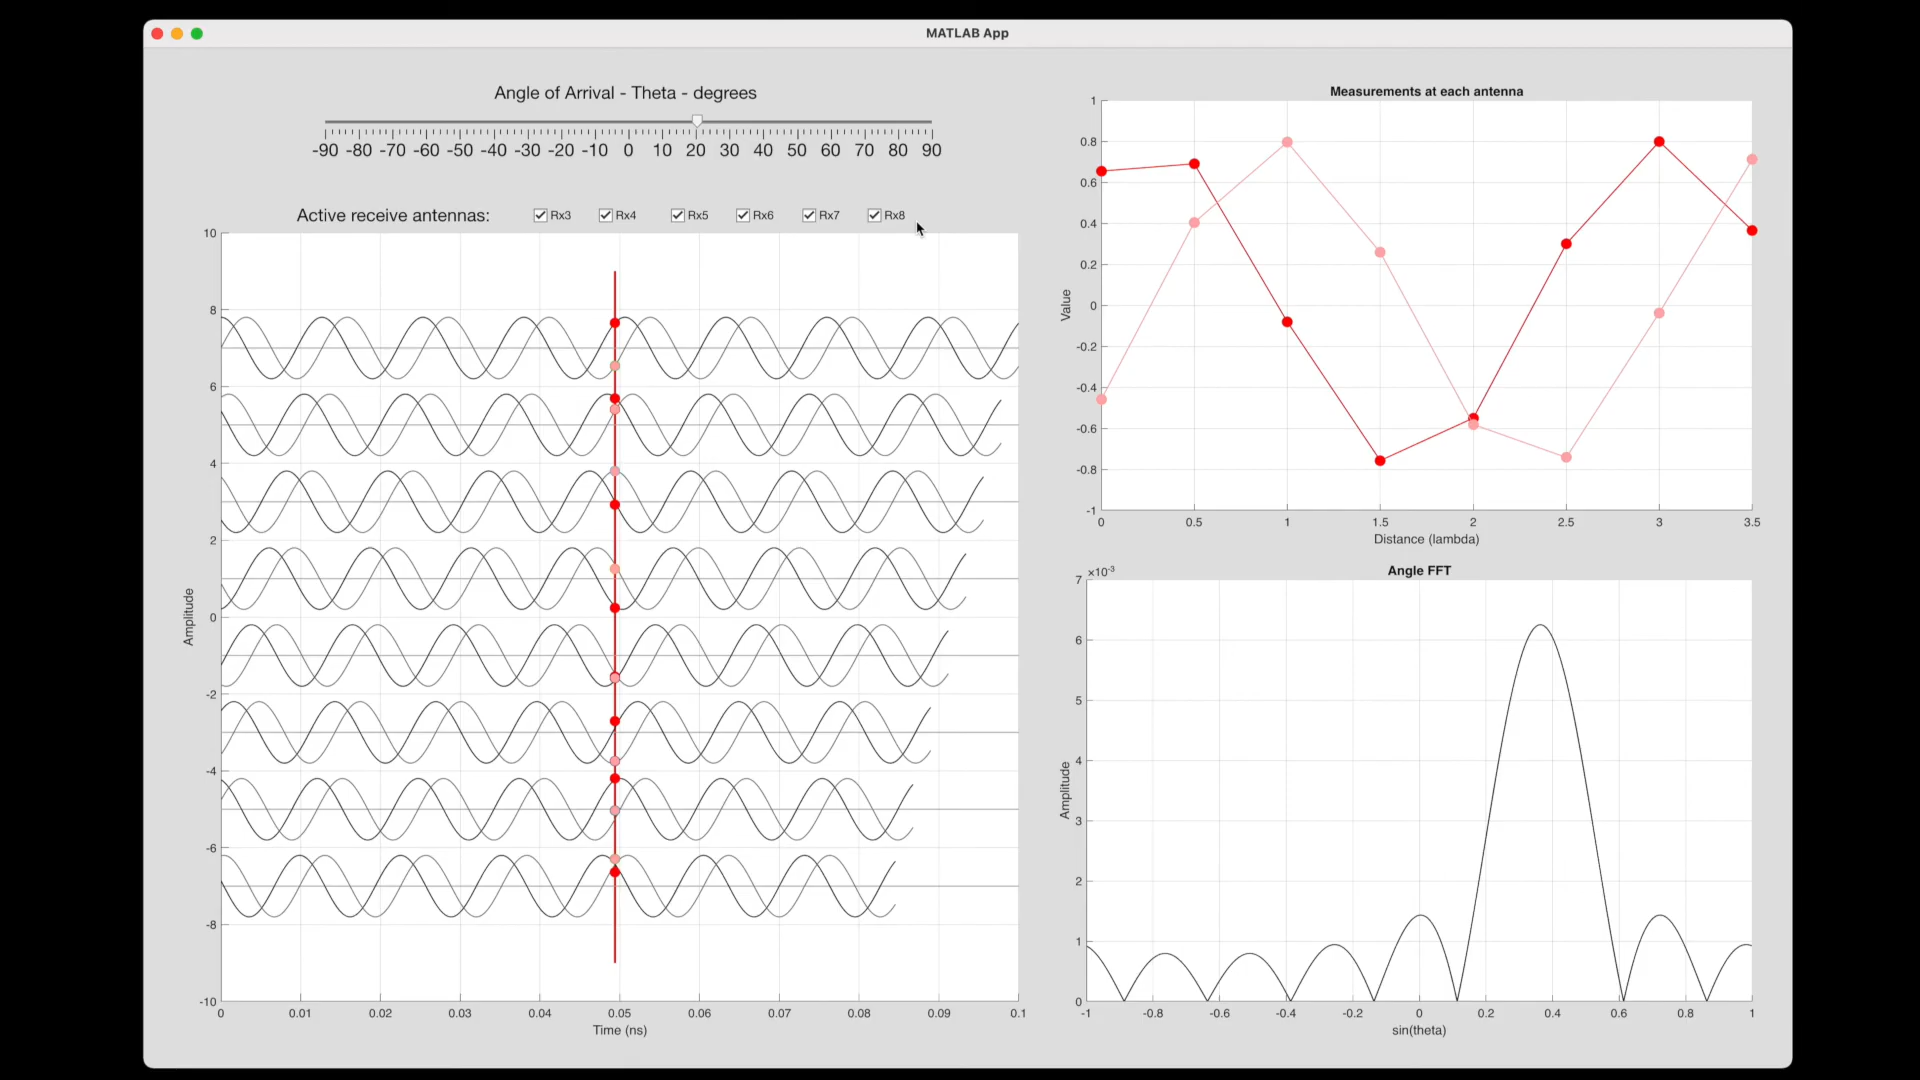 MATLAB App
Angle of Arrival - Theta - degrees
-90 -80 -70 -60 -50 -40 -30 -20 -10 0 10 20 30 40 50 60 70 80 90
Active receive antennas: Rx3 Rx4 Rx5 Rx6 Rx7 Rx8
10
8
6
4
2
0
-2
-4
-6
-8
-10
Amplitude
0 0.01 0.02 0.03 0.04 0.05 0.06 0.07 0.08 0.09 0.1
Time (ns)
Measurements at each antenna
1
0.8
0.6
0.4
0.2
0
-0.2
-0.4
-0.6
-0.8
-1
Value
0 0.5 1 1.5 2 2.5 3 3.5
Distance (lambda)
Angle FFT
×10-3
7
6
5
4
3
2
1
0
Amplitude
-1 -0.8 -0.6 -0.4 -0.2 0 0.2 0.4 0.6 0.8 1
sin(theta)